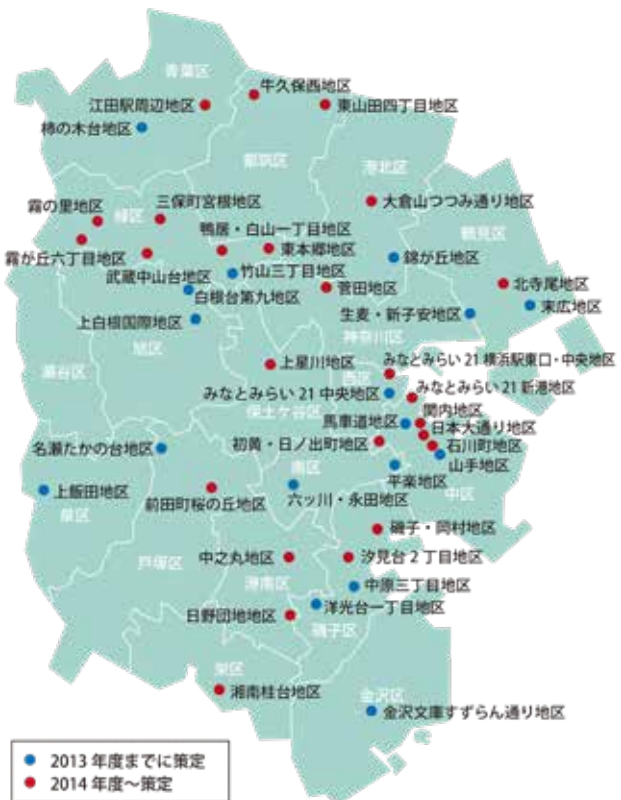 青葉区
牛久保西地区
江田駅周辺地区
東山田四丁目地区
柿の木台地区
都筑区
港北区
三保町宮根地区
大倉山つつみ通り地区
霧の里地区
緑区
鴨居・白山一丁目地区
鶴見区
東本郷地区
霧が丘六丁目地区
錦が丘地区
武蔵中山台地区
竹山三丁目地区
北寺尾地区
白根台第九地区
菅田地区
末広地区
生麦・新子安地区
上白根国際地区
神奈川区
旭区
上星川地区
みなとみらい 21 横浜駅東口・中央地区
瀬谷区
西区
みなとみらい 21 新港地区
みなとみらい 21 中央地区
保土ケ谷区
関内地区
馬車道地区
日本大通り地区
初黄・日ノ出町地区
石川町地区
名瀬たかの台地区
山手地区
南区
平楽地区
上飯田地区
中区
前田町桜の丘地区
六ッ川・永田地区
泉区
磯子・岡村地区
戸塚区
中之丸地区
汐見台 2 丁目地区
港南区
中原三丁目地区
日野団地地区
洋光台一丁目地区
磯子区
栄区
湘南桂台地区
金沢区
金沢文庫すずらん通り地区
2013 年度までに策定
2014 年度～策定